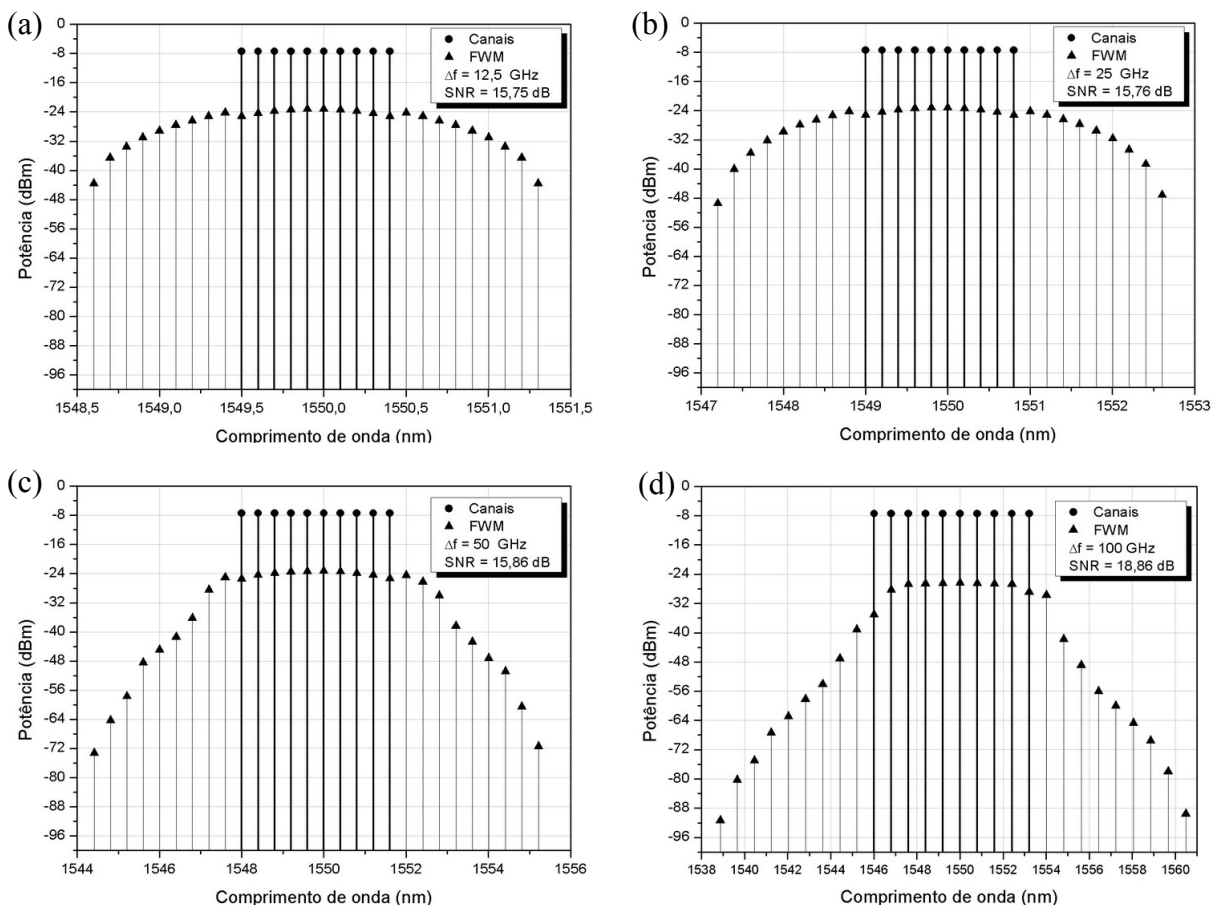 (a)
Potência (dBm)
0
-8
-16
-24
-32
-40
-48
-56
-64
-72
-80
-88
-96
Canais
FWM
Δf = 12,5 GHz
SNR = 15,75 dB
1548,5 1549,0 1549,5 1550,0 1550,5 1551,0 1551,5
Comprimento de onda (nm)
(b)
Potência (dBm)
0
-8
-16
-24
-32
-40
-48
-56
-64
-72
-80
-88
-96
Canais
FWM
Δf = 25 GHz
SNR = 15,76 dB
1547 1548 1549 1550 1551 1552 1553
Comprimento de onda (nm)
(c)
Potência (dBm)
0
-8
-16
-24
-32
-40
-48
-56
-64
-72
-80
-88
-96
Canais
FWM
Δf = 50 GHz
SNR = 15,86 dB
1544 1546 1548 1550 1552 1554 1556
Comprimento de onda (nm)
(d)
Potência (dBm)
0
-8
-16
-24
-32
-40
-48
-56
-64
-72
-80
-88
-96
Canais
FWM
Δf = 100 GHz
SNR = 18,86 dB
1538 1540 1542 1544 1546 1548 1550 1552 1554 1556 1558 1560
Comprimento de onda (nm)